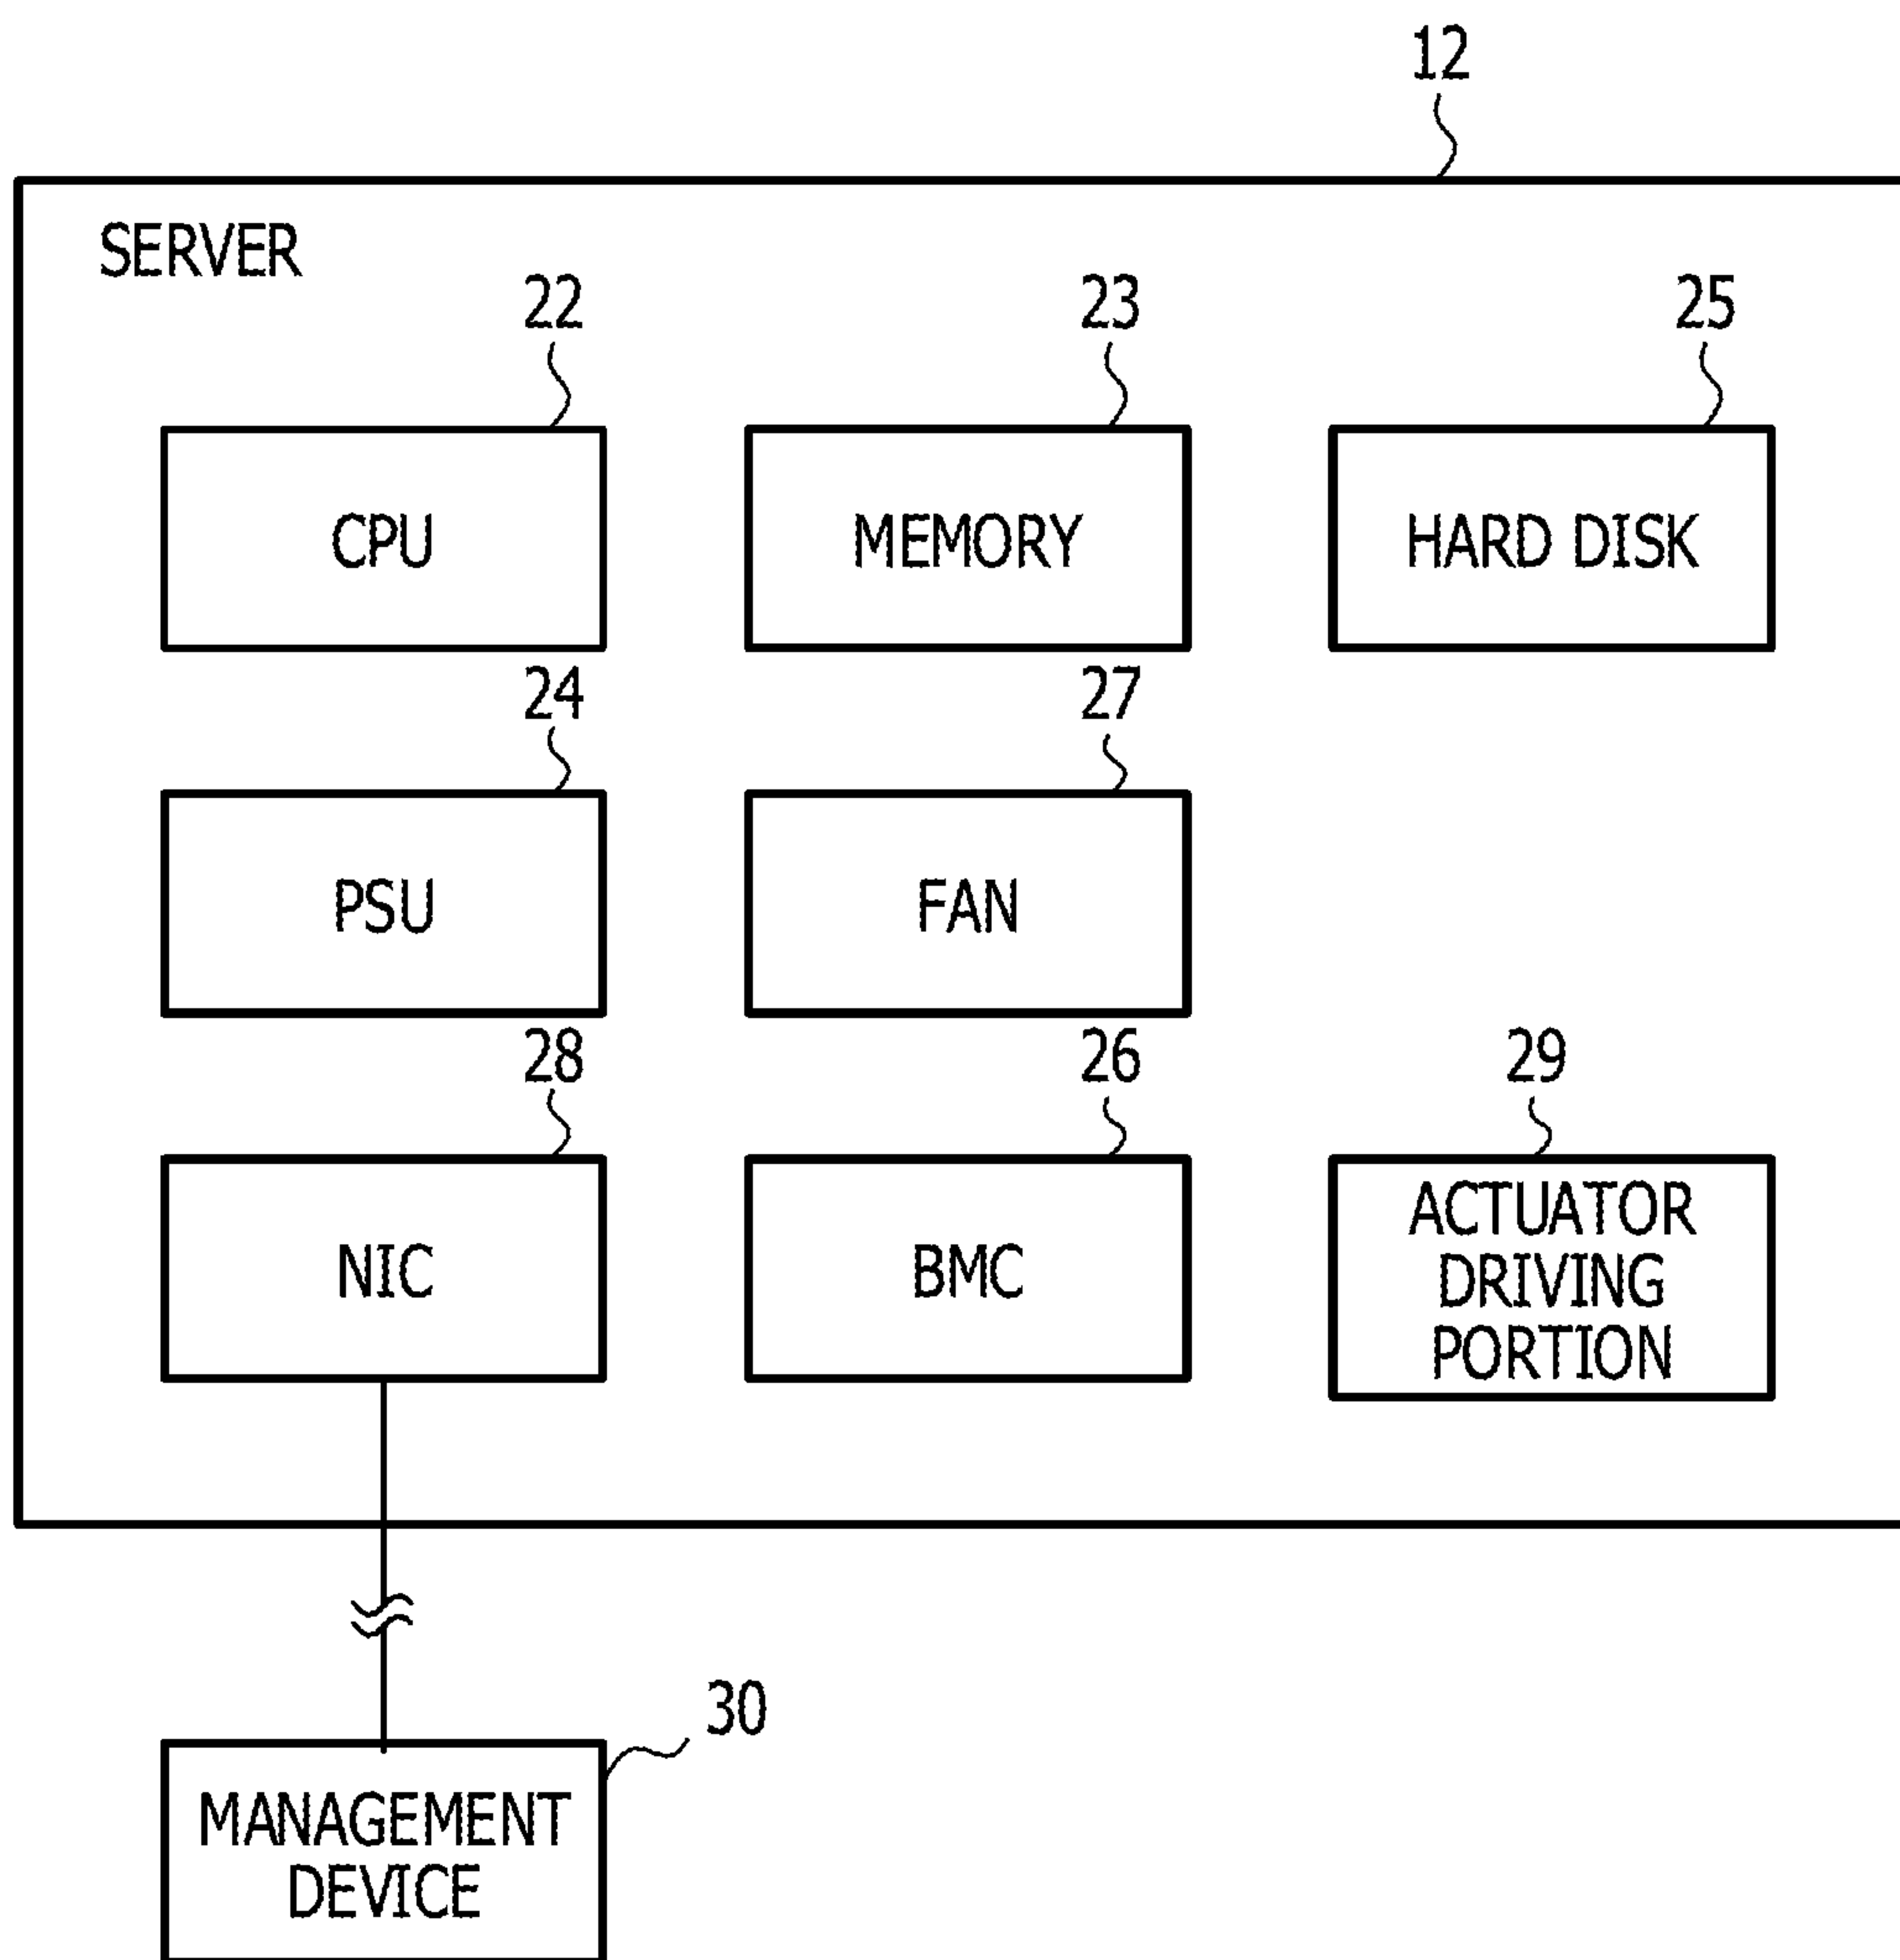 12
SERVER
22
23
25
CPU
MEMORY
HARD DISK
24
27
PSU
FAN
28
26
29
NIC
BMC
ACTUATOR
DRIVING
PORTION
30
MANAGEMENT
DEVICE